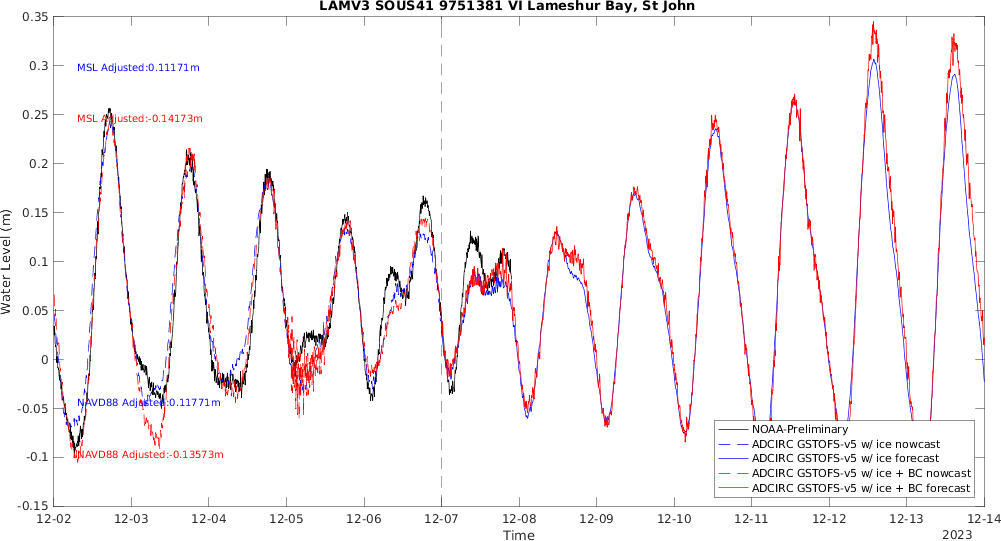 LAMV3 SOUS41 9751381 VI Lameshur Bay, St John
0.35
0.3
0.25
0.2
0.15
0.1
0.05
0
-0.05
-0.1
-0.15
Water Level (m)
MSL Adjusted:0.11171m
MSL Adjusted:-0.14173m
NAVD88 Adjusted:0.11771m
NAVD88 Adjusted:-0.13573m
NOAA-Preliminary
ADCIRC GSTOFS-v5 w/ ice nowcast
ADCIRC GSTOFS-v5 w/ ice forecast
ADCIRC GSTOFS-v5 w/ ice + BC nowcast
ADCIRC GSTOFS-v5 w/ ice + BC forecast
12-02 12-03 12-04 12-05 12-06 12-07 12-08 12-09 12-10 12-11 12-12 12-13 12-14
Time
2023